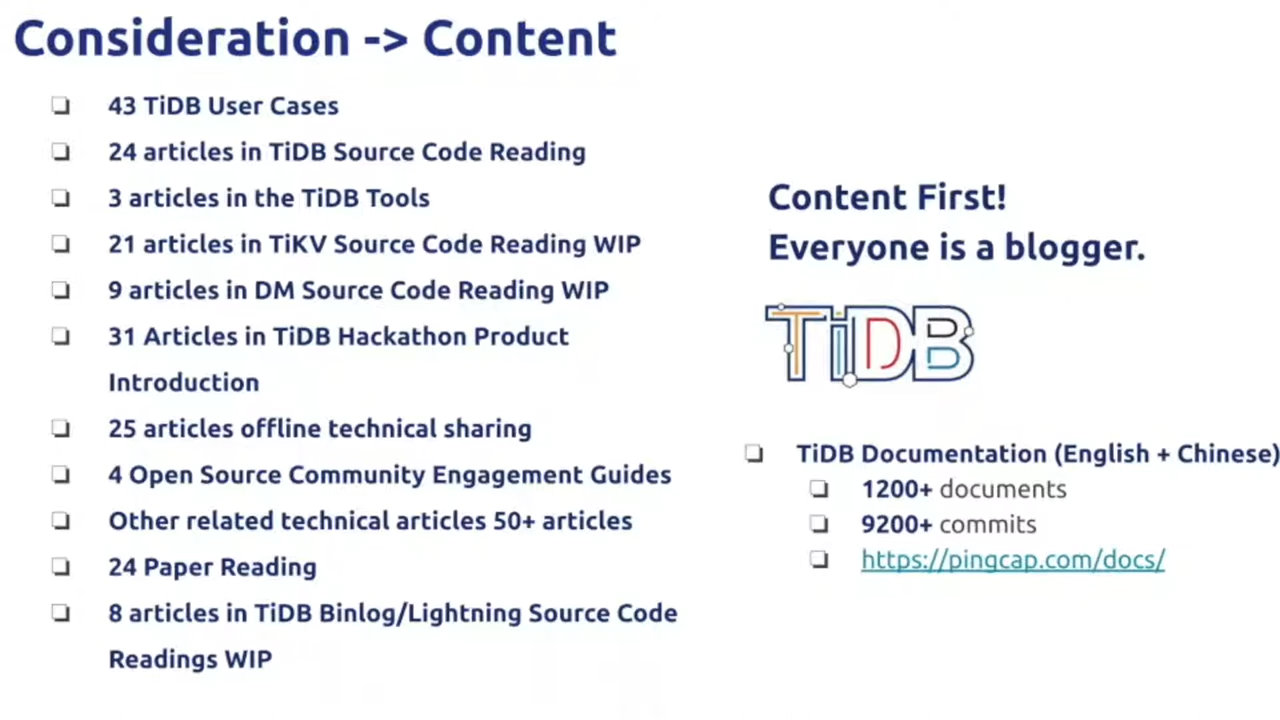 Consideration -> Content
43 TiDB User Cases
24 articles in TiDB Source Code Reading
3 articles in the TiDB Tools
21 articles in TiKV Source Code Reading WIP
9 articles in DM Source Code Reading WIP
31 Articles in TiDB Hackathon Product
Introduction
25 articles offline technical sharing
4 Open Source Community Engagement Guides
Other related technical articles 50+ articles
24 Paper Reading
8 articles in TiDB Binlog/Lightning Source Code
Readings WIP
Content First!
Everyone is a blogger.
TiDB
TiDB Documentation (English + Chinese)
1200+ documents
9200+ commits
https://pingcap.com/docs/